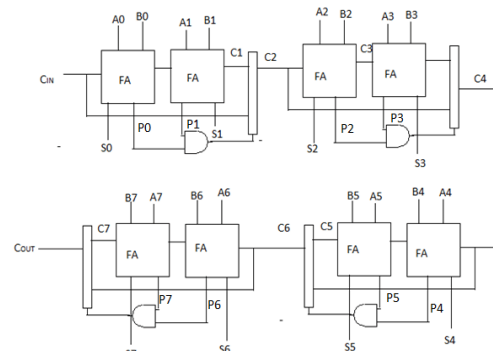 A0 B0 A1 B1 A2 B2 A3 B3
CIN FA FA C1 C2 FA C3 FA C4
P0 P1 S1 P2 P3
S0 S2 S3
B7 A7 B6 A6 B5 A5 B4 A4
COUT C7 FA FA C6 C5 FA FA
P7 P6 P5 P4
S6 S5 S4